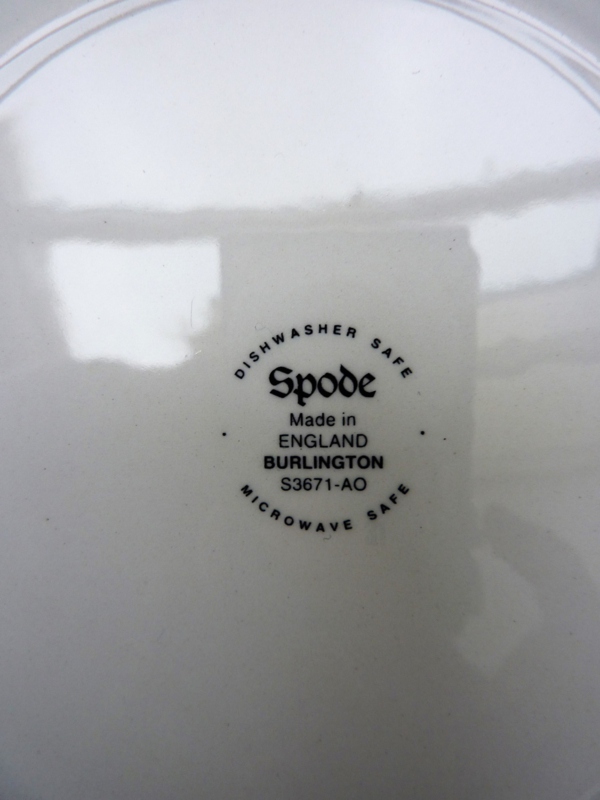 DISHWASHER SAFE
Spode
Made in
ENGLAND
BURLINGTON
S3671-AO
MICROWAVE SAFE